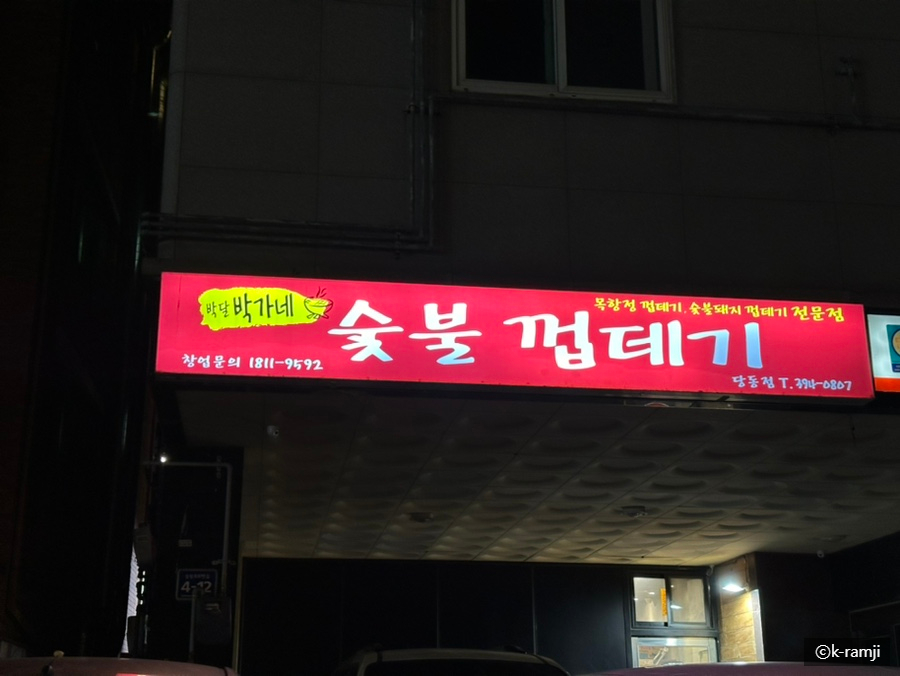 박달 박가네
숯불 껍데기
목항정 껍데기, 숯불돼지 껍데기 전문점
창업문의 1811-9592
당동점 T.394-0807
4-12
©k-ramji